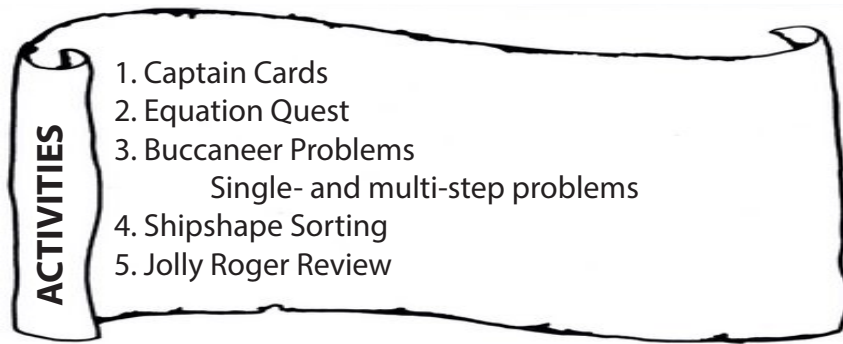 ACTIVITIES
1. Captain Cards
2. Equation Quest
3. Buccaneer Problems
Single- and multi-step problems
4. Shipshape Sorting
5. Jolly Roger Review